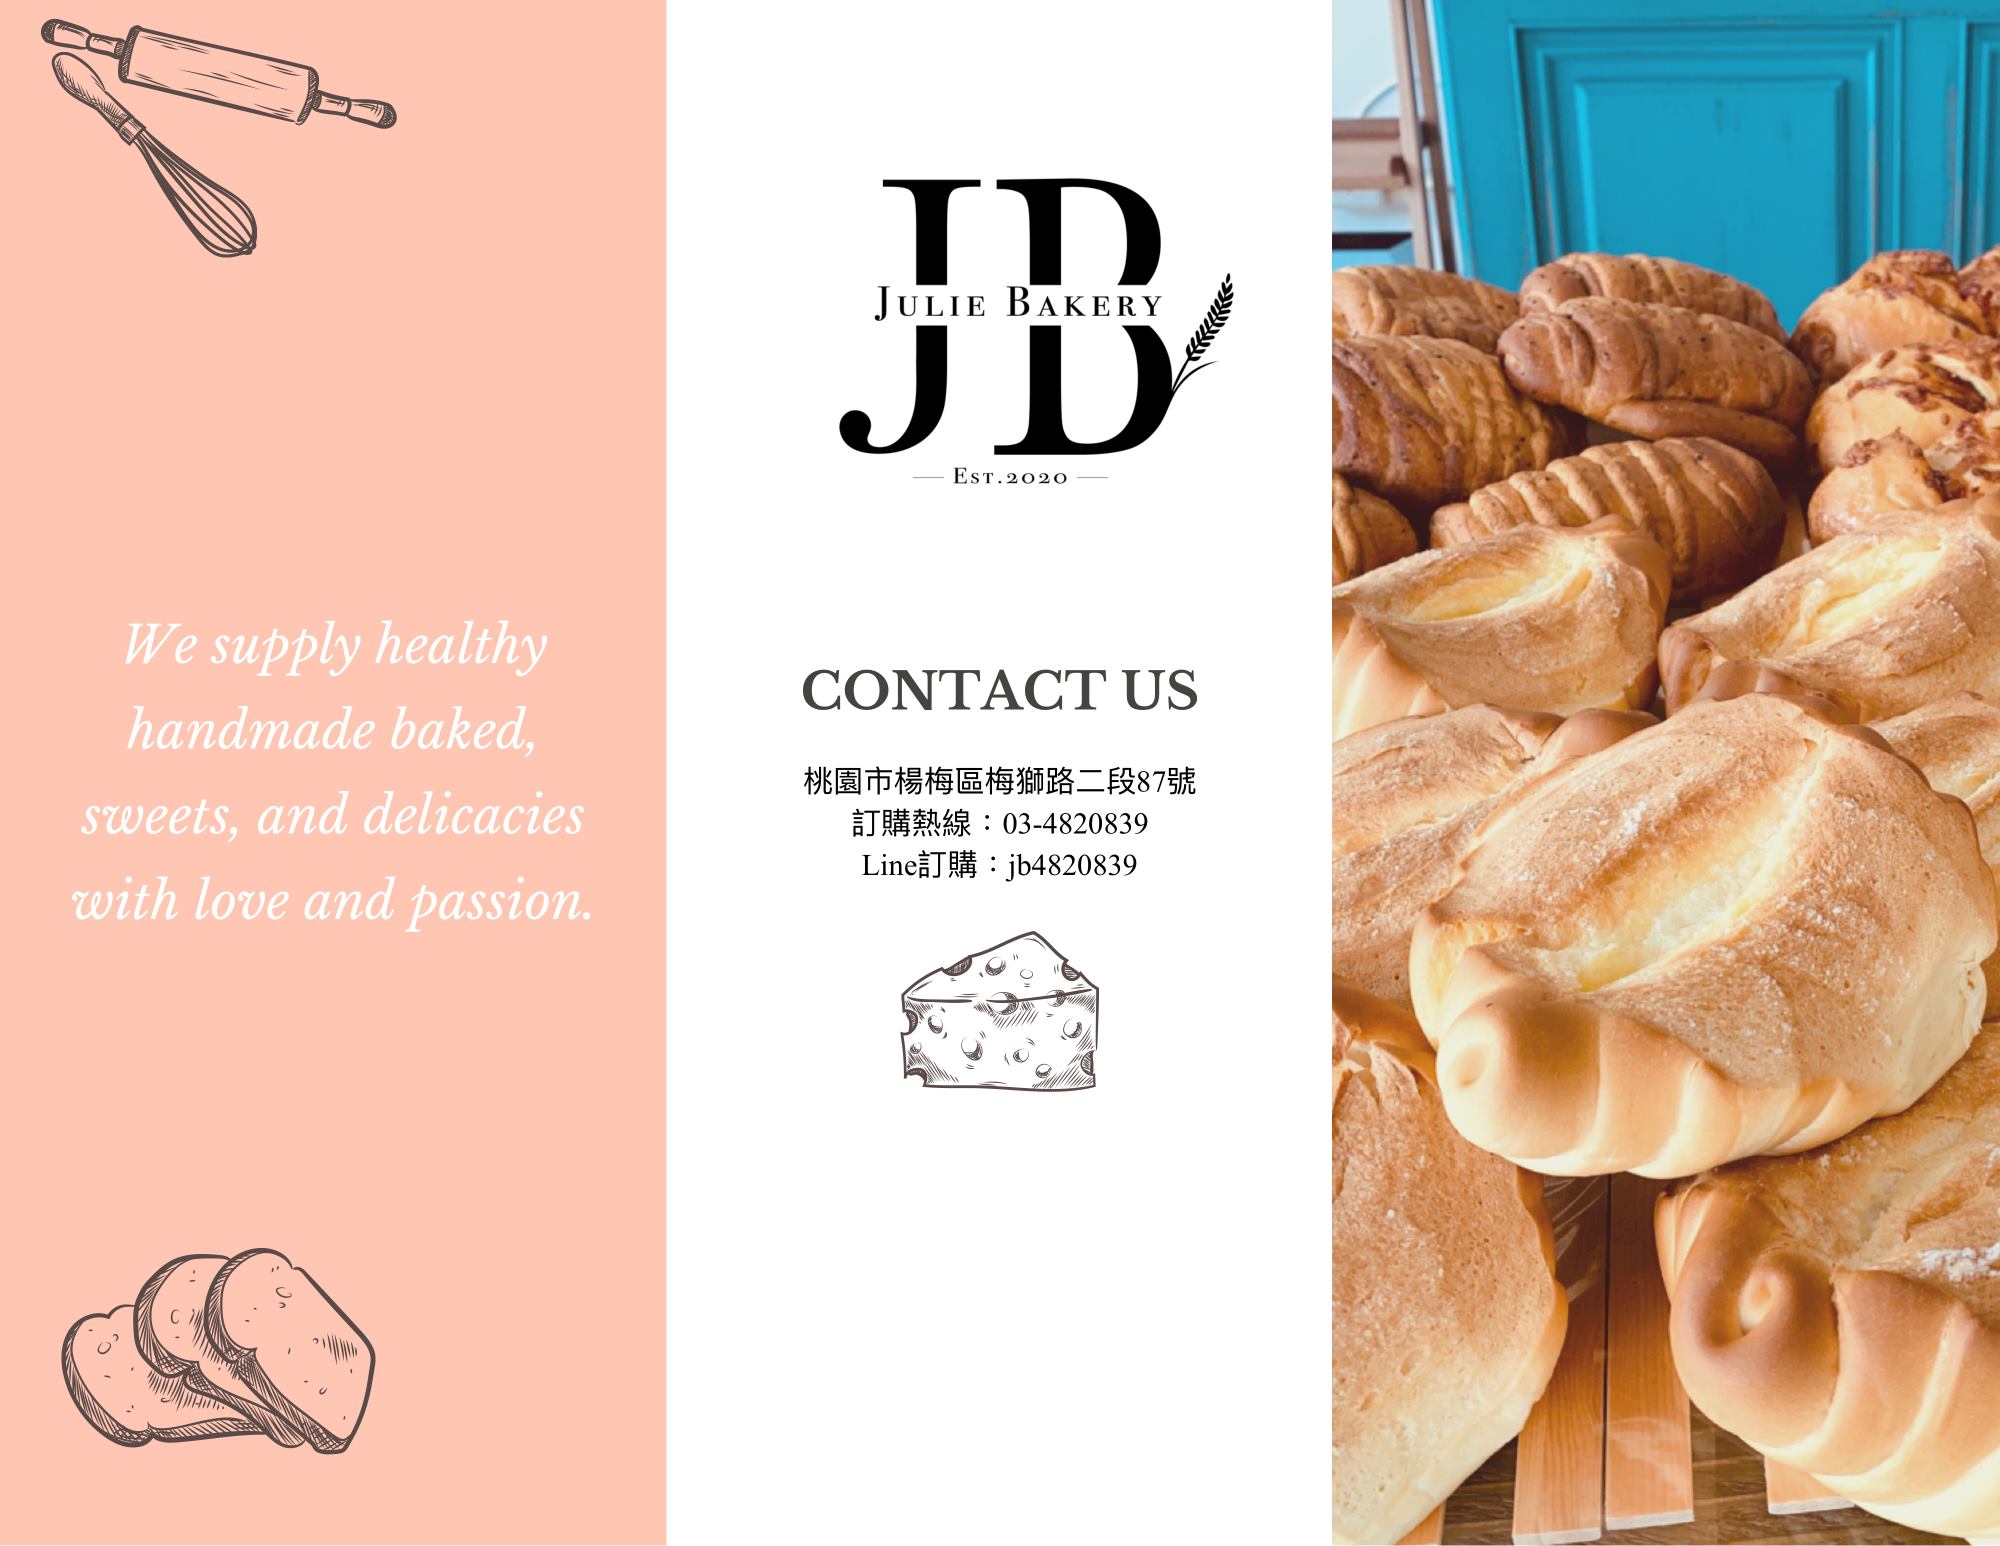 We supply healthy
handmade baked,
sweets, and delicacies
with love and passion.
JB
JULIE BAKERY
EST.2020
CONTACT US
桃園市楊梅區梅獅路二段87號
訂購熱線：03-4820839
Line訂購：jb4820839